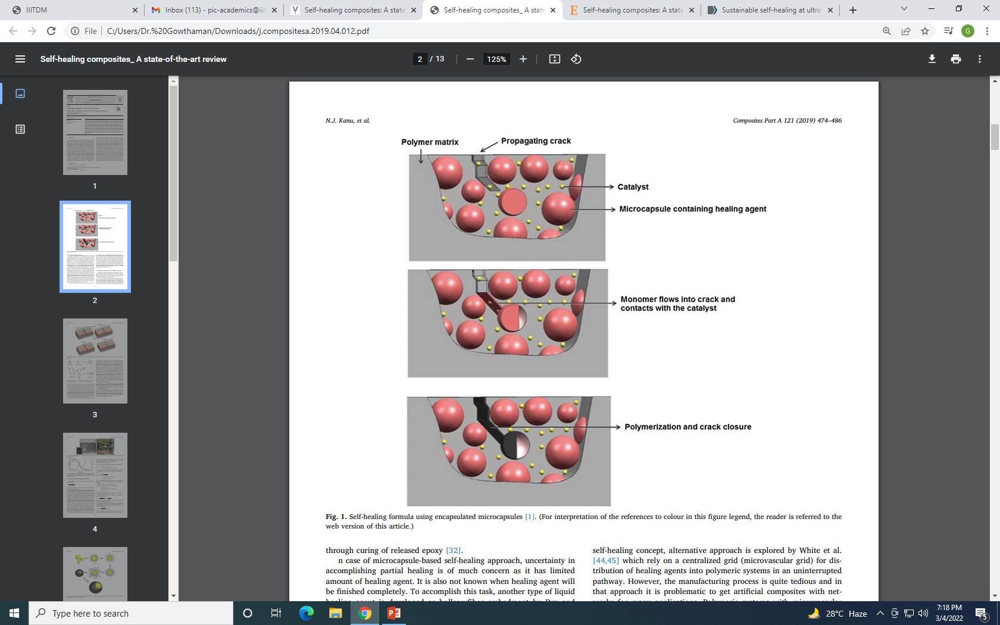 IIITDM
Inbox (113) - pic-academics@iii
Self-healing composites: A state
Self-healing composites_ A state
Self-healing composites: A state
Sustainable self-healing at ultra
File
C:/Users/Dr.%20Gowthaman/Downloads/j.compositesa.2019.04.012.pdf
G
Self-healing composites_ A state-of-the-art review
2 / 13
125%
1
2
3
4
N.J. Kanu, et al.
Composites Part A 121 (2019) 474–486
Polymer matrix
Propagating crack
Catalyst
Microcapsule containing healing agent
Monomer flows into crack and
contacts with the catalyst
Polymerization and crack closure
Fig. 1. Self-healing formula using encapsulated microcapsules [1]. (For interpretation of the references to colour in this figure legend, the reader is referred to the
web version of this article.)
through curing of released epoxy [32].
n case of microcapsule-based self-healing approach, uncertainty in
accomplishing partial healing is of much concern as it has limited
amount of healing agent. It is also not known when healing agent will
be finished completely. To accomplish this task, another type of liquid
self-healing concept, alternative approach is explored by White et al.
[44,45] which rely on a centralized grid (microvascular grid) for dis-
tribution of healing agents into polymeric systems in an uninterrupted
pathway. However, the manufacturing process is quite tedious and in
that approach it is problematic to get artificial composites with net-
Type here to search
28°C Haze
7:18 PM
3/4/2022
5